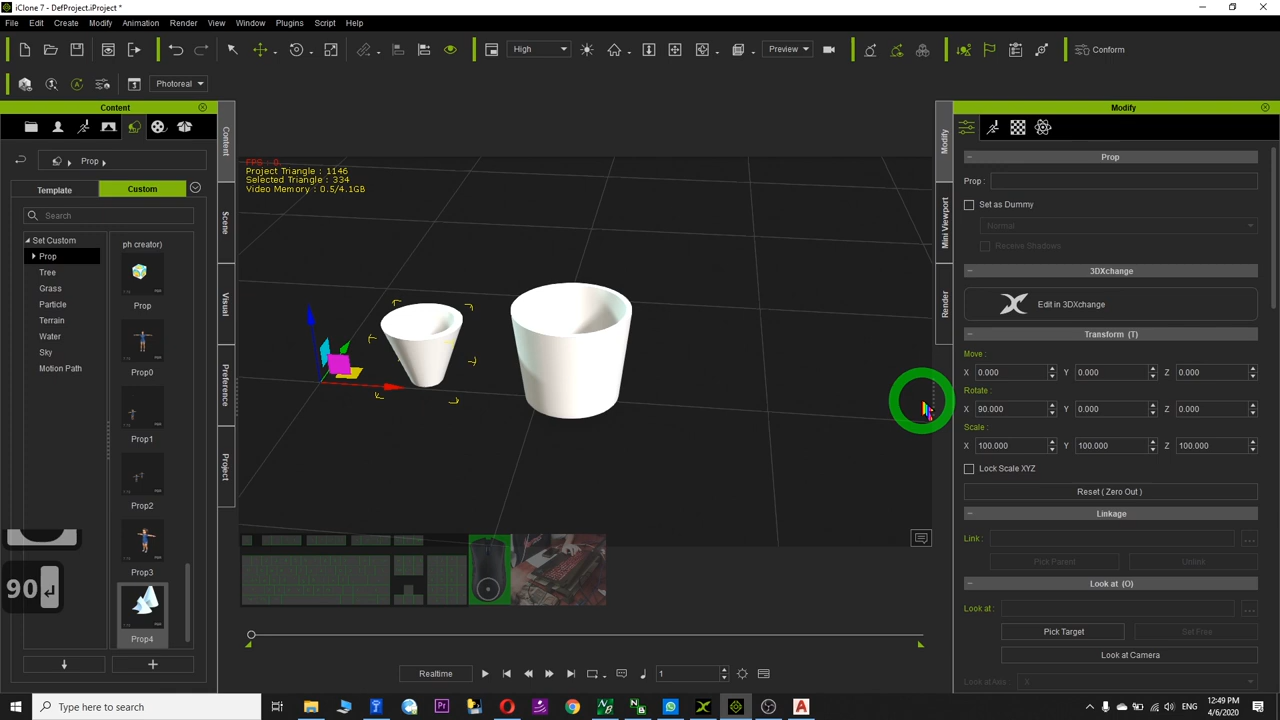 iClone 7 - DefProject.iProject *
File Edit Create Modify Animation Render View Window Plugins Script Help
High Preview Conform
Photoreal
Content
Modify
Prop
Template Custom
Search
Set Custom
Prop
Tree
Grass
Particle
Terrain
Water
Sky
Motion Path
ph creator)
Prop
Prop0
Prop1
Prop2
Prop3
Prop4
Content
Scene
Visual
Preference
Project
FPS : 0.
Project Triangle : 1146
Selected Triangle : 334
Video Memory : 0.5/4.1GB
90
Realtime 1
Modify
Mini Viewport
Render
Prop
Prop :
Set as Dummy
Normal
Receive Shadows
3DXchange
Edit in 3DXchange
Transform (T)
Move :
X 0.000 Y 0.000 Z 0.000
Rotate :
X 90.000 Y 0.000 Z 0.000
Scale :
X 100.000 Y 100.000 Z 100.000
Lock Scale XYZ
Reset ( Zero Out )
Linkage
Link :
Pick Parent Unlink
Look at (O)
Look at :
Pick Target Set Free
Look at Camera
Look at Axis : X
Type here to search
ENG
12:49 PM
4/6/2020